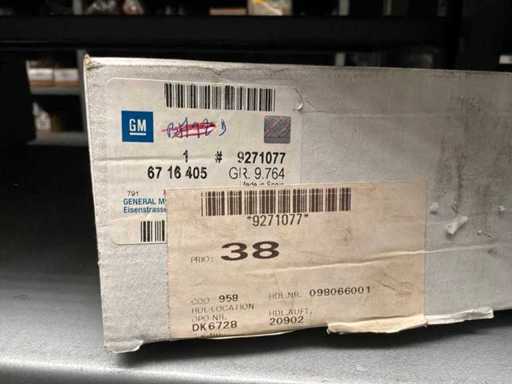 GM
1 # 9271077
67 16 405 GR. 9.764
Made in Spain
791
GENERAL M
Eisenstrasse
*9271077*
PRIO: 38
COD 958 HDL.NR. 098066001
HDL-LOCATION HDL.AUFT.
DPO-NR. 20902
DK6728